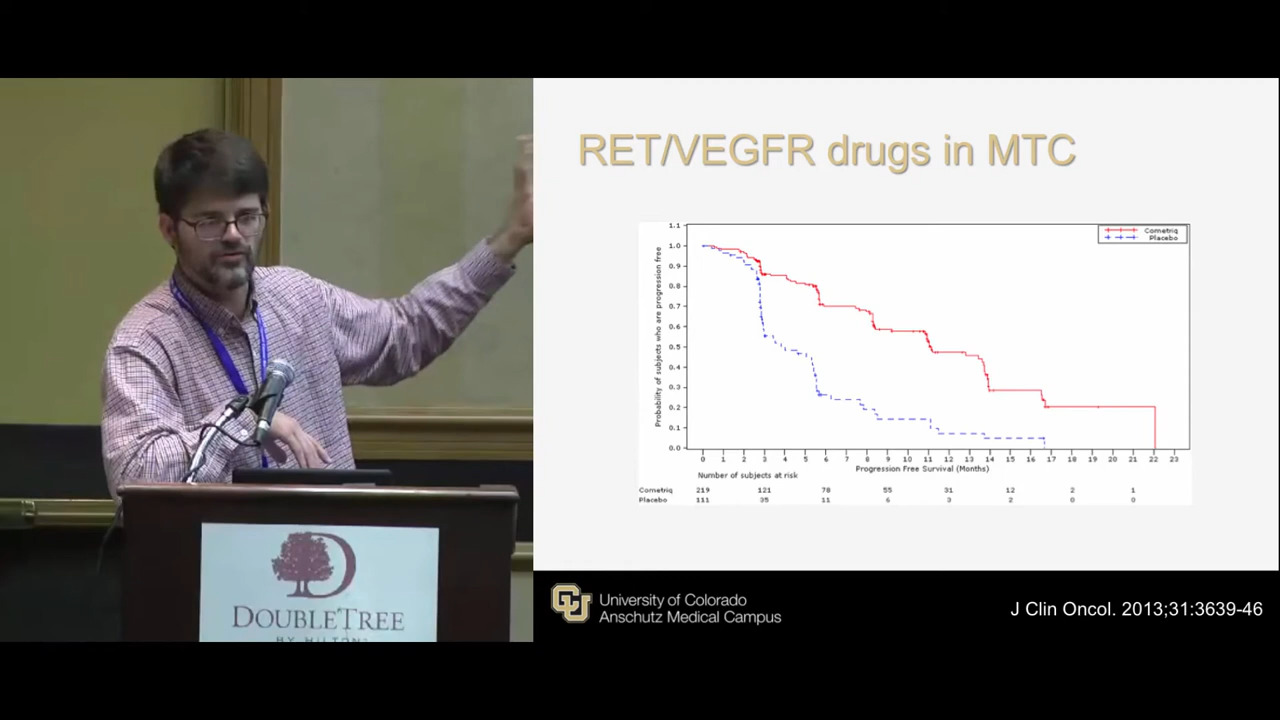 RET/VEGFR drugs in MTC
1.1
1.0
0.9
0.8
0.7
0.6
0.5
0.4
0.3
0.2
0.1
0.0
Probability of subjects who are progression free
Cometriq
Placebo
0 1 2 3 4 5 6 7 8 9 10 11 12 13 14 15 16 17 18 19 20 21 22 23
Progression Free Survival (Months)
Number of subjects at risk
Cometriq 219 121 78 55 31 12 2 1
Placebo 111 35 11 6 3 2 0 0
D
DOUBLETREE
BY HILTON
CU
University of Colorado
Anschutz Medical Campus
J Clin Oncol. 2013;31:3639-46